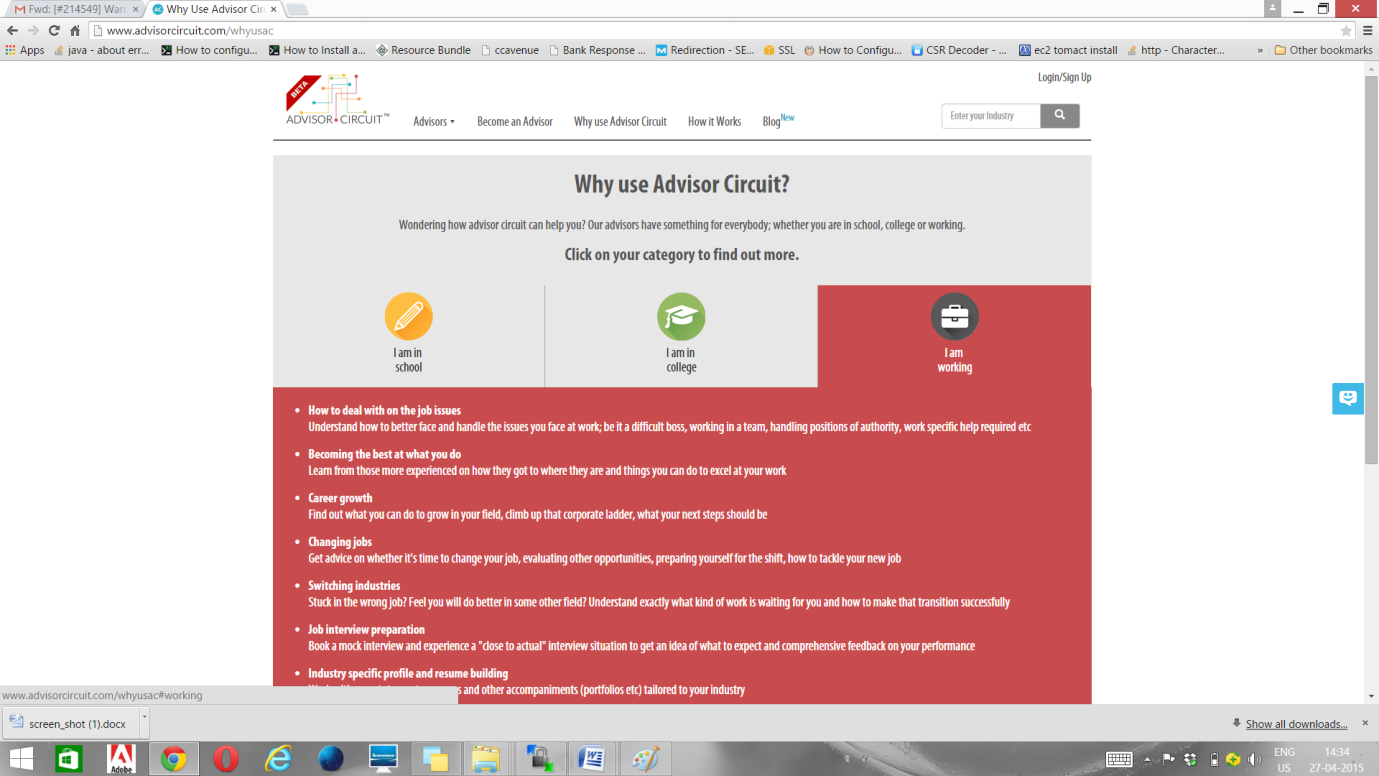 Fwd: [#214549] Wan
Why Use Advisor Cir
www.advisorcircuit.com/whyusac
Apps
java - about err...
How to configu...
How to Install a...
Resource Bundle
ccavenue
Bank Response ...
Redirection - SE...
SSL
How to Configu...
CSR Decoder - ...
ec2 tomact install
http - Character...
»
Other bookmarks
Login/Sign Up
BETA
ADVISOR CIRCUIT™
Advisors
Become an Advisor
Why use Advisor Circuit
How it Works
Blog New
Enter your Industry
Why use Advisor Circuit?
Wondering how advisor circuit can help you? Our advisors have something for everybody; whether you are in school, college or working.
Click on your category to find out more.
I am in
school
I am in
college
I am
working
• How to deal with on the job issues
Understand how to better face and handle the issues you face at work; be it a difficult boss, working in a team, handling positions of authority, work specific help required etc
• Becoming the best at what you do
Learn from those more experienced on how they got to where they are and things you can do to excel at your work
• Career growth
Find out what you can do to grow in your field, climb up that corporate ladder, what your next steps should be
• Changing jobs
Get advice on whether it's time to change your job, evaluating other opportunities, preparing yourself for the shift, how to tackle your new job
• Switching industries
Stuck in the wrong job? Feel you will do better in some other field? Understand exactly what kind of work is waiting for you and how to make that transition successfully
• Job interview preparation
Book a mock interview and experience a "close to actual" interview situation to get an idea of what to expect and comprehensive feedback on your performance
• Industry specific profile and resume building
and other accompaniments (portfolios etc) tailored to your industry
www.advisorcircuit.com/whyusac#working
screen_shot (1).docx
Show all downloads...
Adobe
ENG
US
14:34
27-04-2015